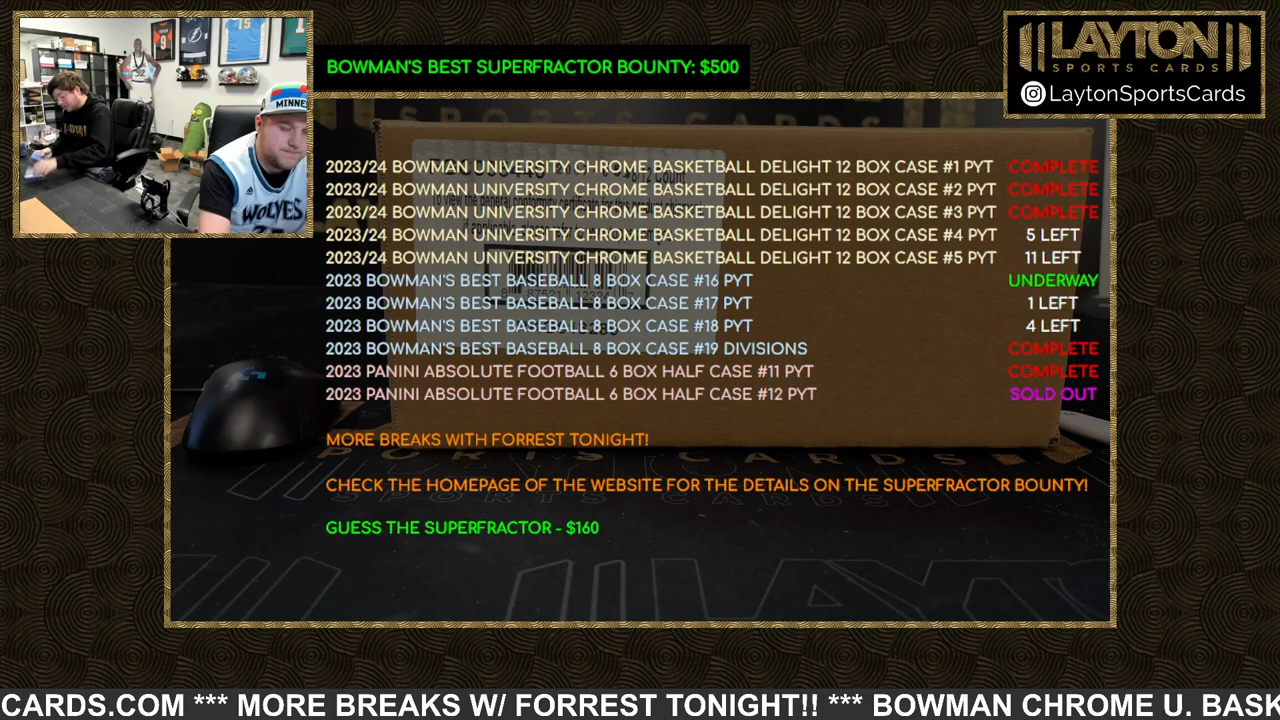 BOWMAN'S BEST SUPERFRACTOR BOUNTY: $500
LAYTON
SPORTS CARDS
LaytonSportsCards
15
9
MINNE
WOLVES
2023/24 BOWMAN UNIVERSITY CHROME BASKETBALL DELIGHT 12 BOX CASE #1 PYT COMPLETE
2023/24 BOWMAN UNIVERSITY CHROME BASKETBALL DELIGHT 12 BOX CASE #2 PYT COMPLETE
2023/24 BOWMAN UNIVERSITY CHROME BASKETBALL DELIGHT 12 BOX CASE #3 PYT COMPLETE
2023/24 BOWMAN UNIVERSITY CHROME BASKETBALL DELIGHT 12 BOX CASE #4 PYT 5 LEFT
2023/24 BOWMAN UNIVERSITY CHROME BASKETBALL DELIGHT 12 BOX CASE #5 PYT 11 LEFT
2023 BOWMAN'S BEST BASEBALL 8 BOX CASE #16 PYT UNDERWAY
2023 BOWMAN'S BEST BASEBALL 8 BOX CASE #17 PYT 1 LEFT
2023 BOWMAN'S BEST BASEBALL 8 BOX CASE #18 PYT 4 LEFT
2023 BOWMAN'S BEST BASEBALL 8 BOX CASE #19 DIVISIONS COMPLETE
2023 PANINI ABSOLUTE FOOTBALL 6 BOX HALF CASE #11 PYT COMPLETE
2023 PANINI ABSOLUTE FOOTBALL 6 BOX HALF CASE #12 PYT SOLD OUT
MORE BREAKS WITH FORREST TONIGHT!
SPORTS CARDS
CHECK THE HOMEPAGE OF THE WEBSITE FOR THE DETAILS ON THE SUPERFRACTOR BOUNTY!
GUESS THE SUPERFRACTOR - $160
CARDS.COM *** MORE BREAKS W/ FORREST TONIGHT!! *** BOWMAN CHROME U. BASK